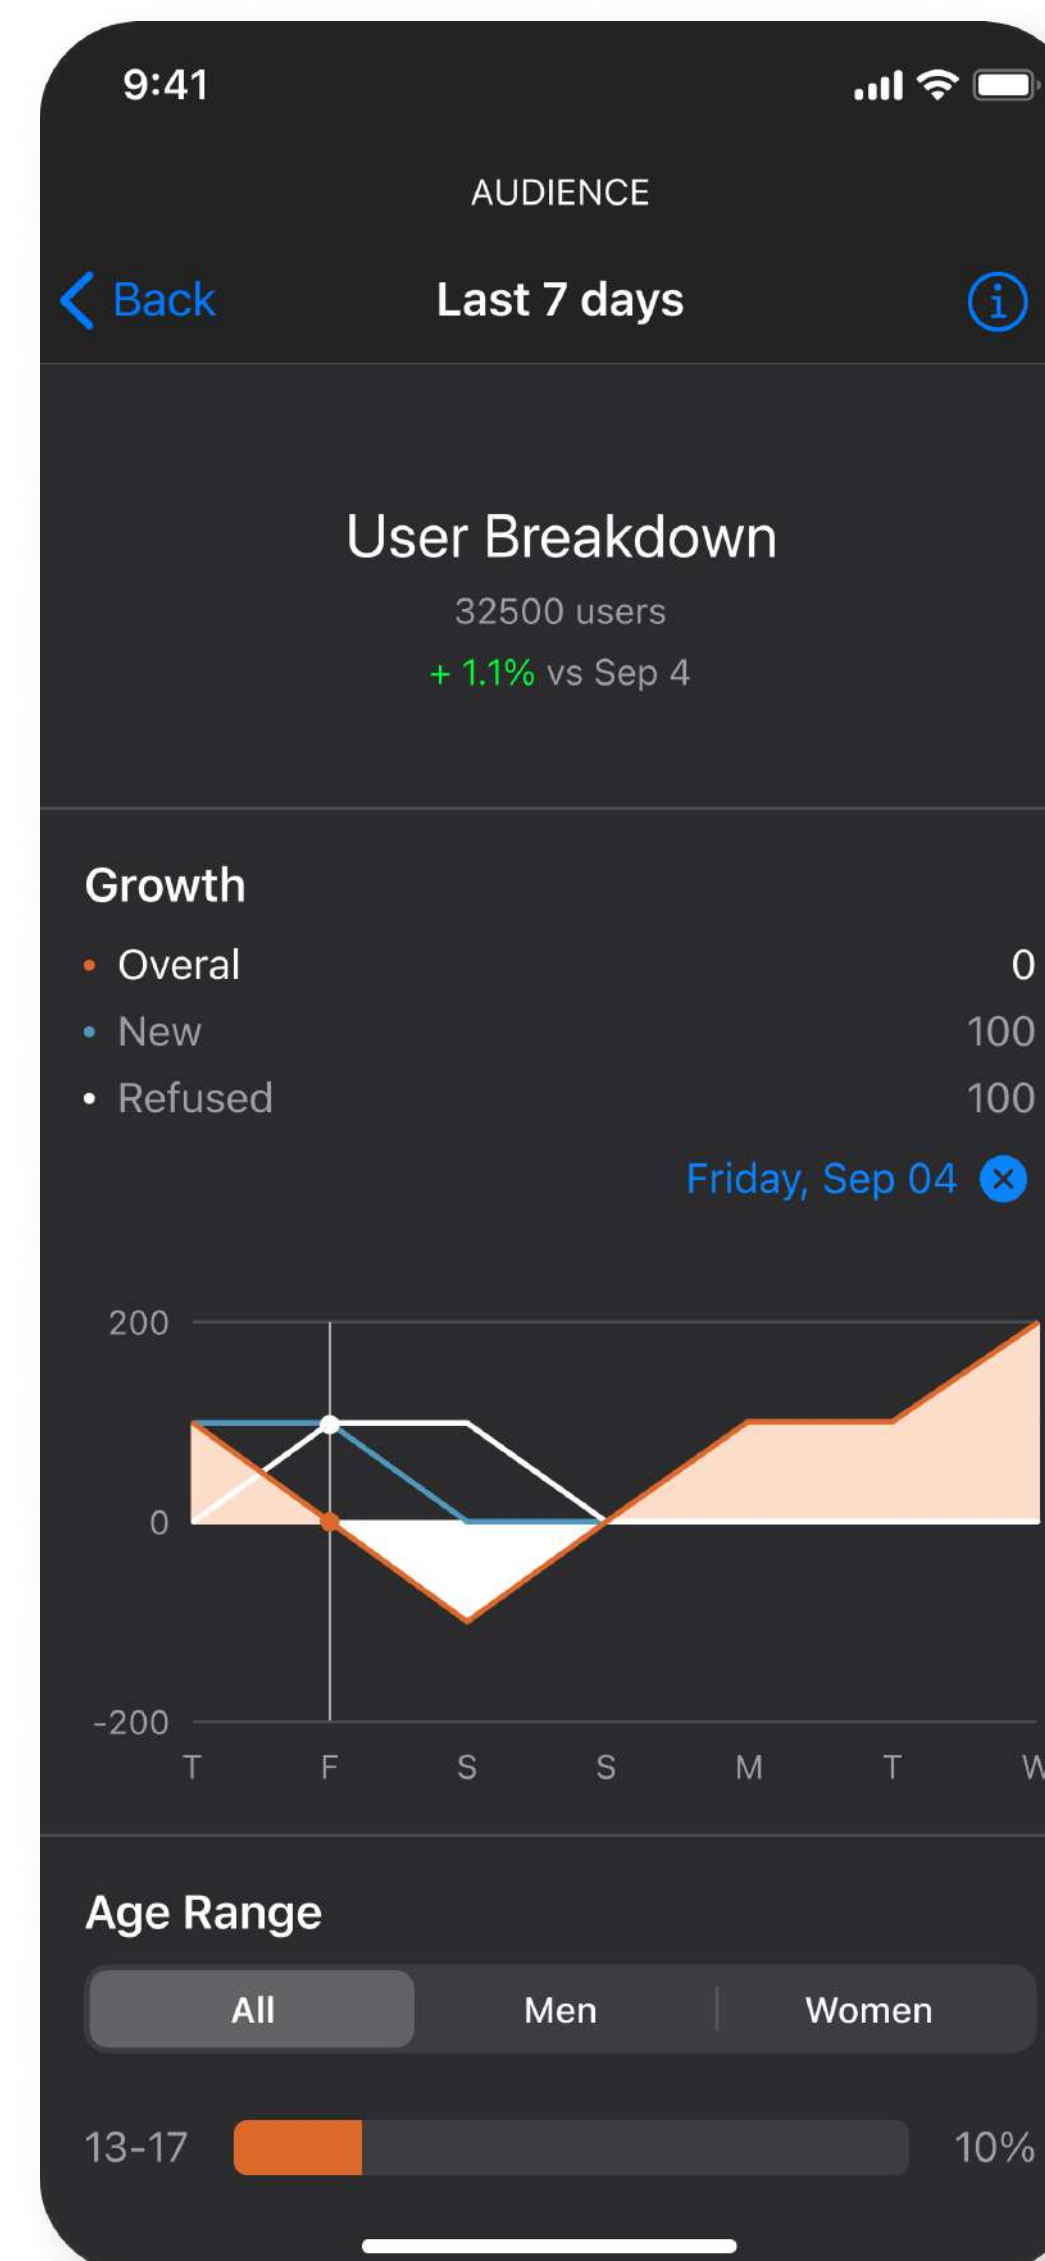 9:41
AUDIENCE
Back Last 7 days i
User Breakdown
32500 users
+ 1.1% vs Sep 4
Growth
Overal 0
New 100
Refused 100
Friday, Sep 04
200
0
-200
T F S S M T W
Age Range
All Men Women
13-17 10%